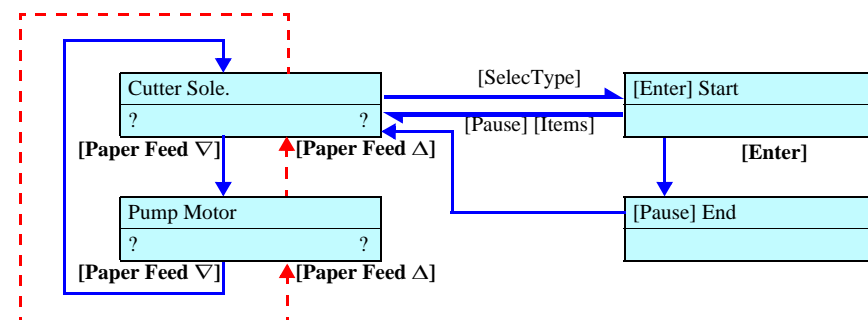 [SelecType]
Cutter Sole.
[Enter] Start
? ?
[Pause] [Items]
[Paper Feed ∇] [Paper Feed Δ]
[Enter]
Pump Motor
[Pause] End
? ?
[Paper Feed ∇] [Paper Feed Δ]